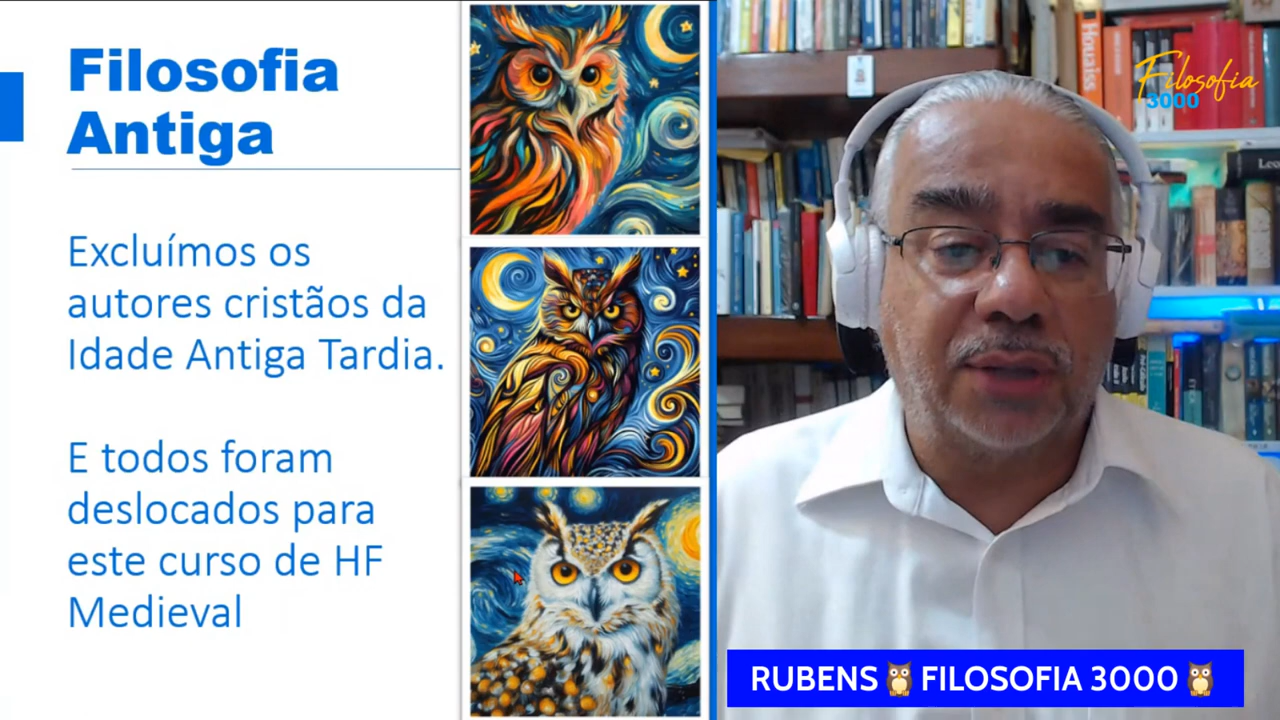 Filosofia
Antiga
Excluímos os
autores cristãos da
Idade Antiga Tardia.
E todos foram
deslocados para
este curso de HF
Medieval
Houaiss
Filosofia
3000
RUBENS🦉FILOSOFIA 3000🦉